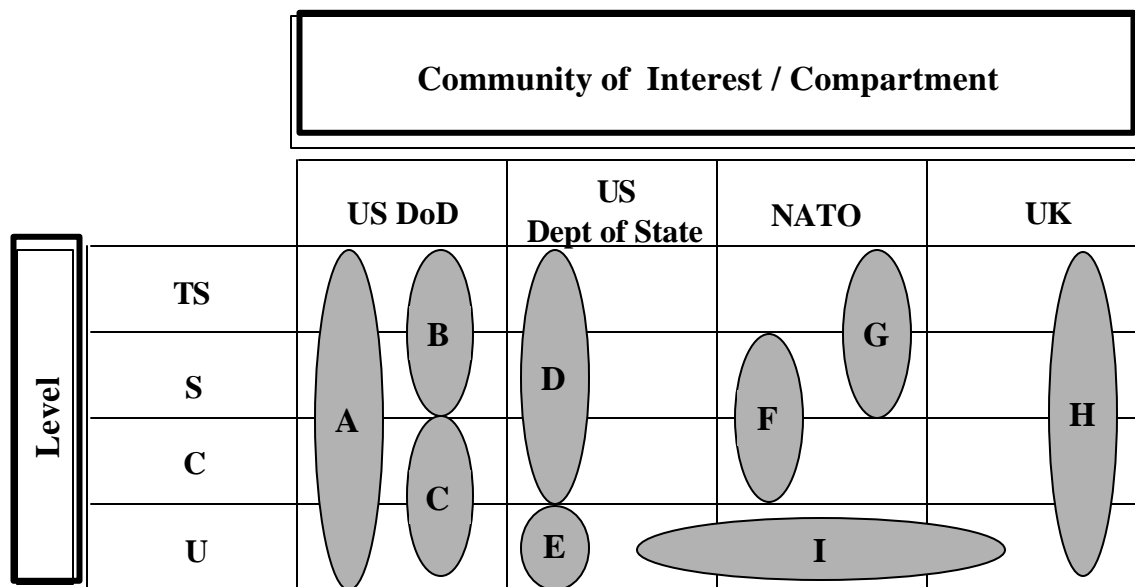 Community of Interest / Compartment
US DoD
US
Dept of State
NATO
UK
Level
TS
S
C
U
A
B
C
D
E
F
G
H
I